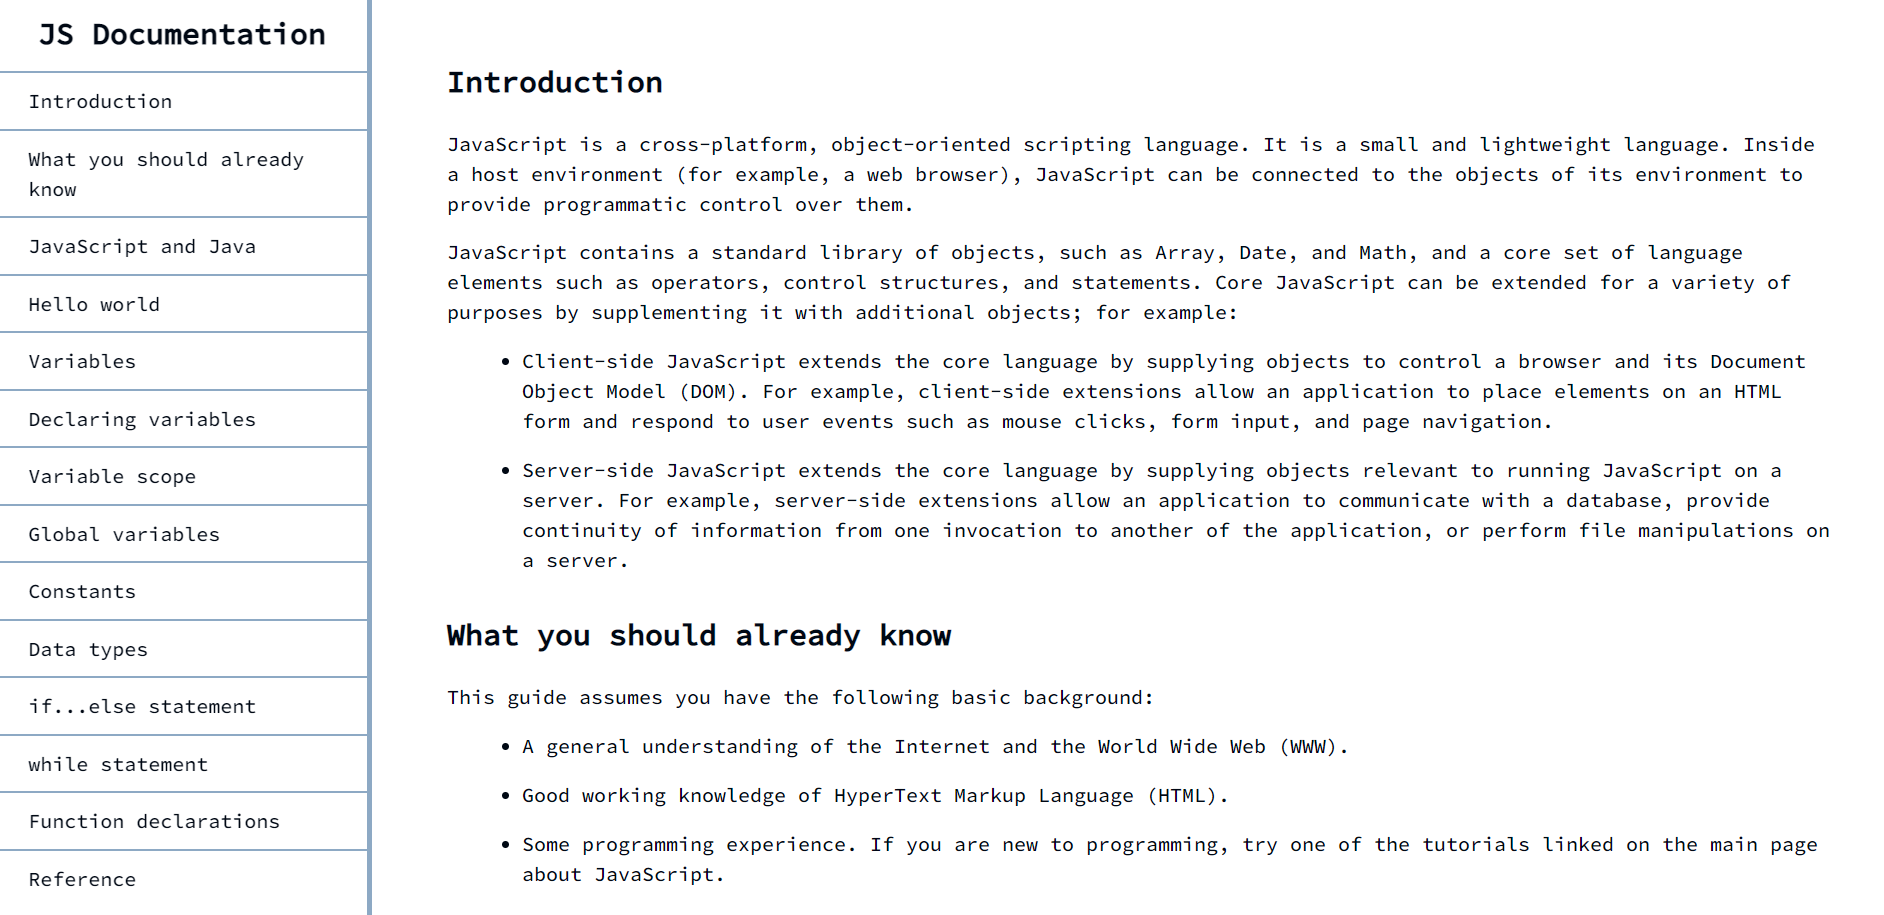 JS Documentation
Introduction
What you should already
know
JavaScript and Java
Hello world
Variables
Declaring variables
Variable scope
Global variables
Constants
Data types
if...else statement
while statement
Function declarations
Reference
Introduction
JavaScript is a cross-platform, object-oriented scripting language. It is a small and lightweight language. Inside
a host environment (for example, a web browser), JavaScript can be connected to the objects of its environment to
provide programmatic control over them.
JavaScript contains a standard library of objects, such as Array, Date, and Math, and a core set of language
elements such as operators, control structures, and statements. Core JavaScript can be extended for a variety of
purposes by supplementing it with additional objects; for example:
• Client-side JavaScript extends the core language by supplying objects to control a browser and its Document
Object Model (DOM). For example, client-side extensions allow an application to place elements on an HTML
form and respond to user events such as mouse clicks, form input, and page navigation.
• Server-side JavaScript extends the core language by supplying objects relevant to running JavaScript on a
server. For example, server-side extensions allow an application to communicate with a database, provide
continuity of information from one invocation to another of the application, or perform file manipulations on
a server.
What you should already know
This guide assumes you have the following basic background:
• A general understanding of the Internet and the World Wide Web (WWW).
• Good working knowledge of HyperText Markup Language (HTML).
• Some programming experience. If you are new to programming, try one of the tutorials linked on the main page
about JavaScript.